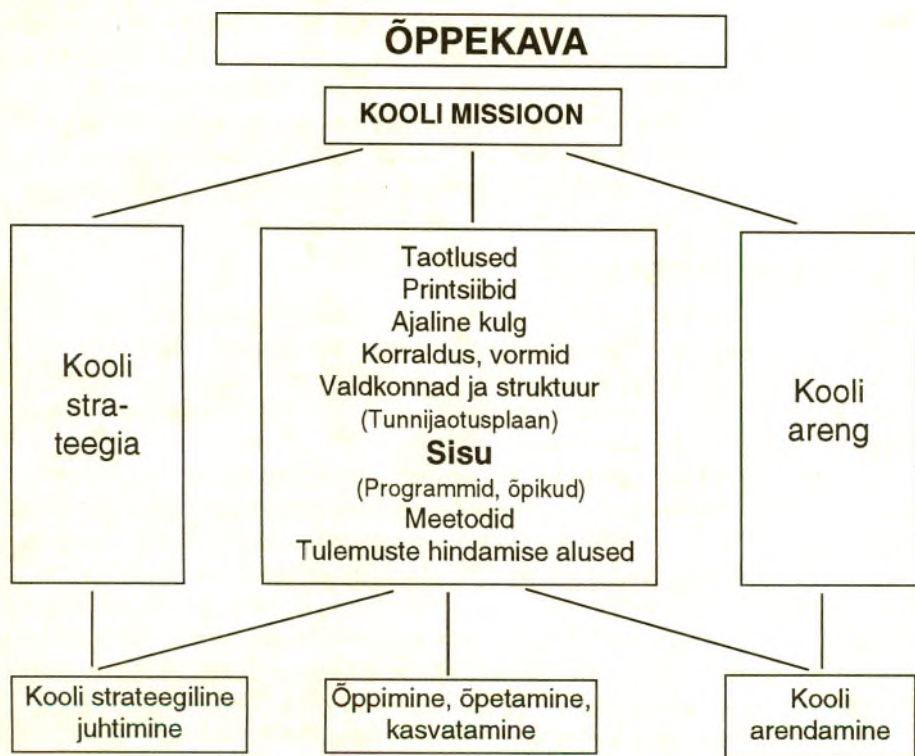 ÕPPEKAVA
KOOLI MISSIOON
Kooli
stra-
teegia
Taotlused
Printsiibid
Ajaline kulg
Korraldus, vormid
Valdkonnad ja struktuur
(Tunnijaotusplaan)
Sisu
(Programmid, õpikud)
Meetodid
Tulemuste hindamise alused
Kooli
areng
Kooli strateegiline
juhtimine
Õppimine, õpetamine,
kasvatamine
Kooli
arendamine